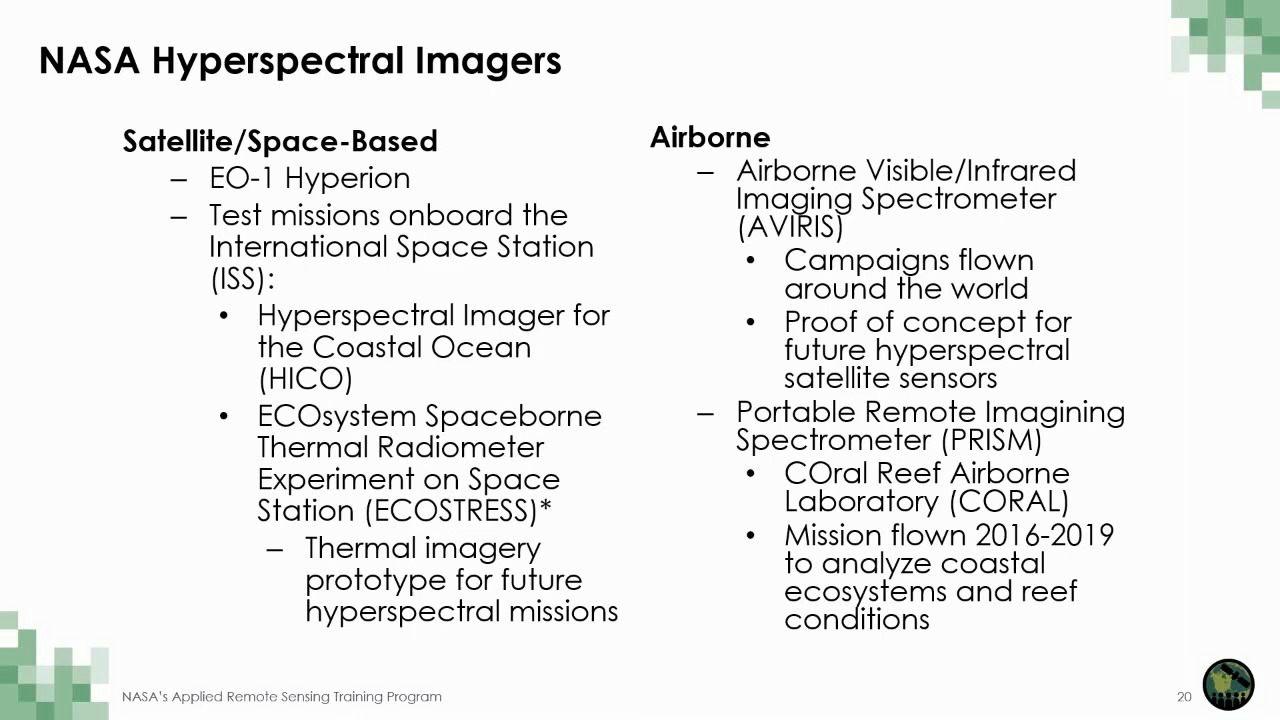 NASA Hyperspectral Imagers
Satellite/Space-Based
– EO-1 Hyperion
– Test missions onboard the
International Space Station
(ISS):
• Hyperspectral Imager for
the Coastal Ocean
(HICO)
• ECOsystem Spaceborne
Thermal Radiometer
Experiment on Space
Station (ECOSTRESS)*
– Thermal imagery
prototype for future
hyperspectral missions
Airborne
– Airborne Visible/Infrared
Imaging Spectrometer
(AVIRIS)
• Campaigns flown
around the world
• Proof of concept for
future hyperspectral
satellite sensors
– Portable Remote Imagining
Spectrometer (PRISM)
• COral Reef Airborne
Laboratory (CORAL)
• Mission flown 2016-2019
to analyze coastal
ecosystems and reef
conditions
NASA's Applied Remote Sensing Training Program
20